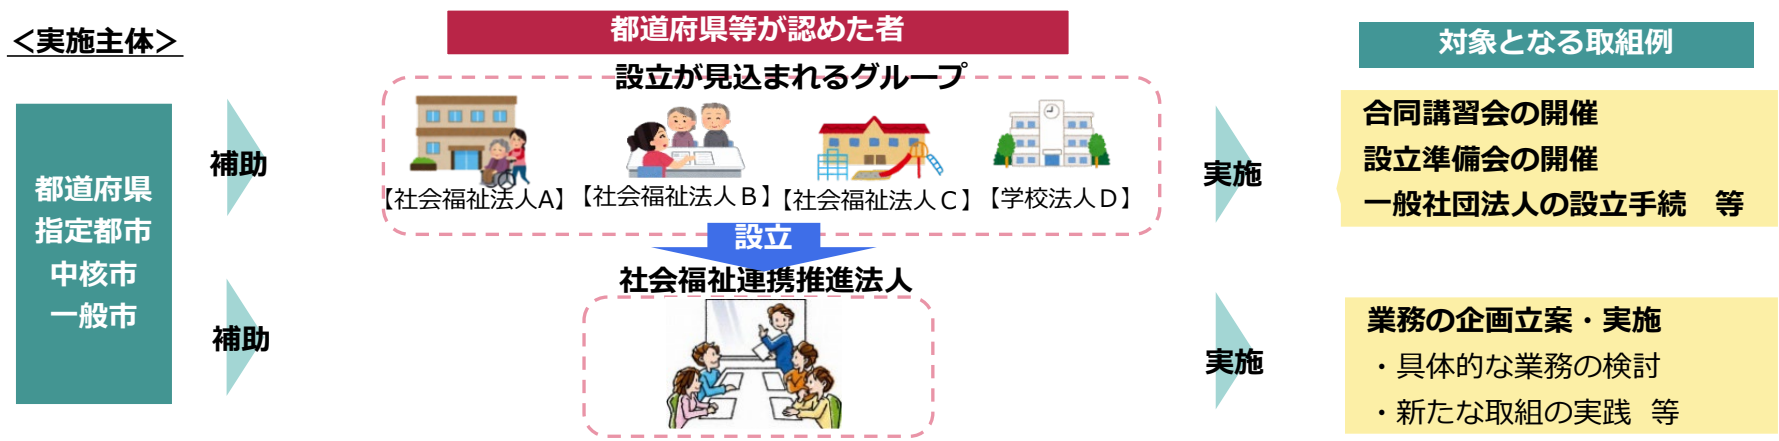 <実施主体>
都道府県
指定都市
中核市
一般市
補助
補助
都道府県等が認めた者
設立が見込まれるグループ
【社会福祉法人A】
【社会福祉法人B】
【社会福祉法人C】
【学校法人D】
設立
社会福祉連携推進法人
実施
実施
対象となる取組例
合同講習会の開催
設立準備会の開催
一般社団法人の設立手続　等
業務の企画立案・実施
・具体的な業務の検討
・新たな取組の実践　等